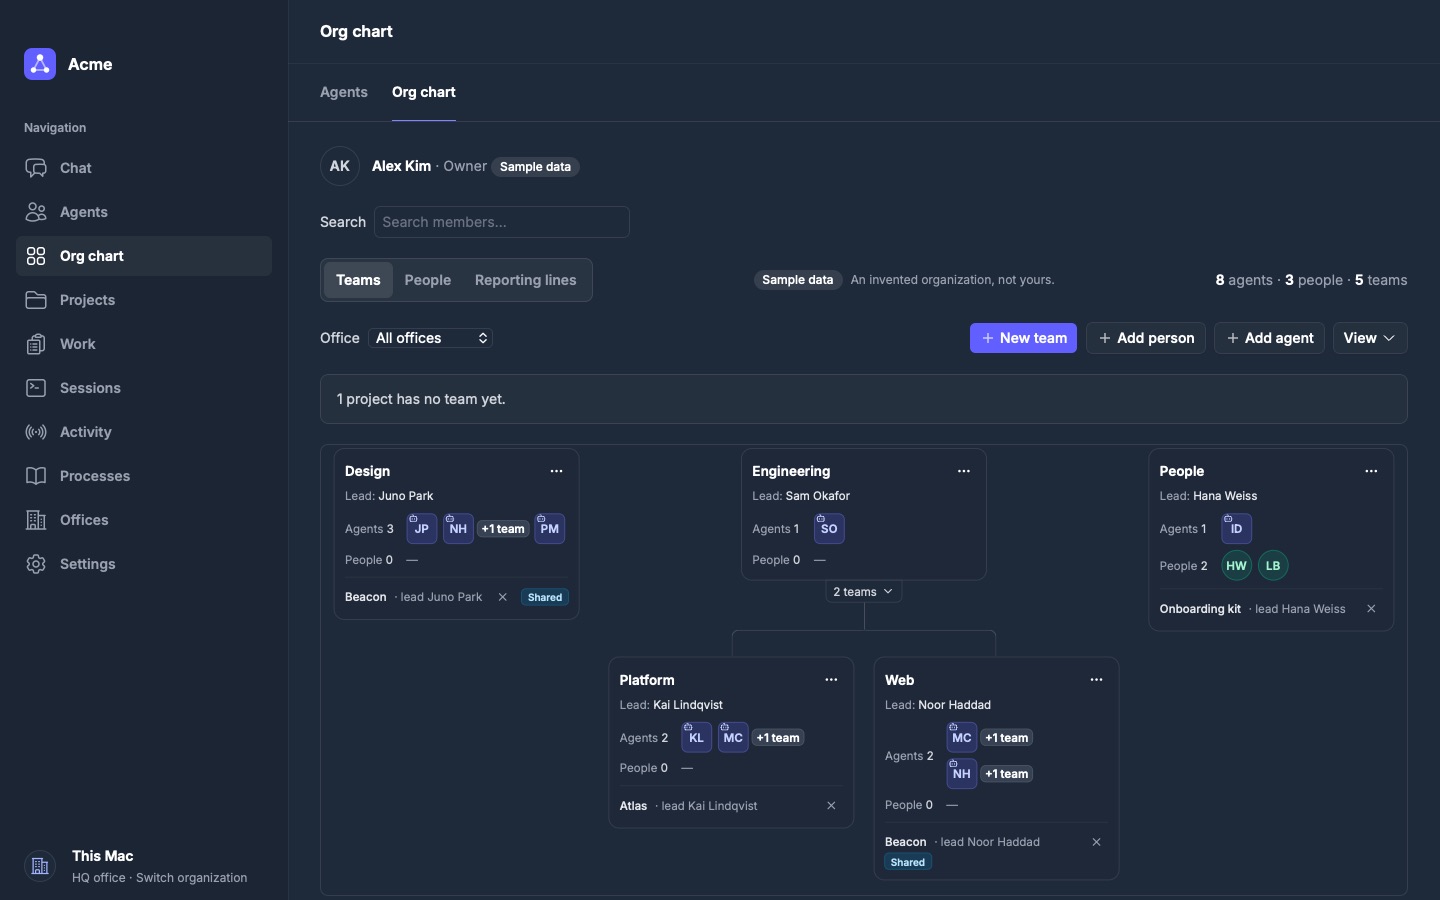 Acme
Navigation
Chat
Agents
Org chart
Projects
Work
Sessions
Activity
Processes
Offices
Settings
This Mac
HQ office · Switch organization
Org chart
Agents
Org chart
AK
Alex Kim · Owner Sample data
Search Search members...
Teams People Reporting lines
Sample data An invented organization, not yours.
8 agents · 3 people · 5 teams
Office All offices
+ New team
+ Add person
+ Add agent
View
1 project has no team yet.
Design ···
Lead: Juno Park
Agents 3 JP NH +1 team PM
People 0 —
Beacon · lead Juno Park × Shared
Engineering ···
Lead: Sam Okafor
Agents 1 SO
People 0 —
2 teams
People ···
Lead: Hana Weiss
Agents 1 ID
People 2 HW LB
Onboarding kit · lead Hana Weiss ×
Platform ···
Lead: Kai Lindqvist
Agents 2 KL MC +1 team
People 0 —
Atlas · lead Kai Lindqvist ×
Web ···
Lead: Noor Haddad
Agents 2
MC +1 team
NH +1 team
People 0 —
Beacon · lead Noor Haddad ×
Shared